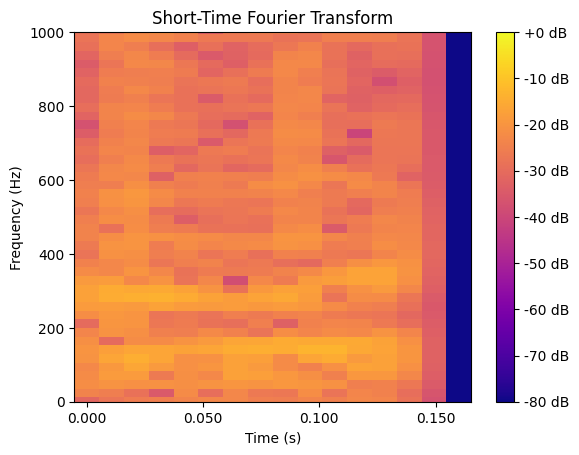 Short-Time Fourier Transform
1000
800
600
400
200
0
Frequency (Hz)
0.000
0.050
0.100
0.150
Time (s)
+0 dB
-10 dB
-20 dB
-30 dB
-40 dB
-50 dB
-60 dB
-70 dB
-80 dB